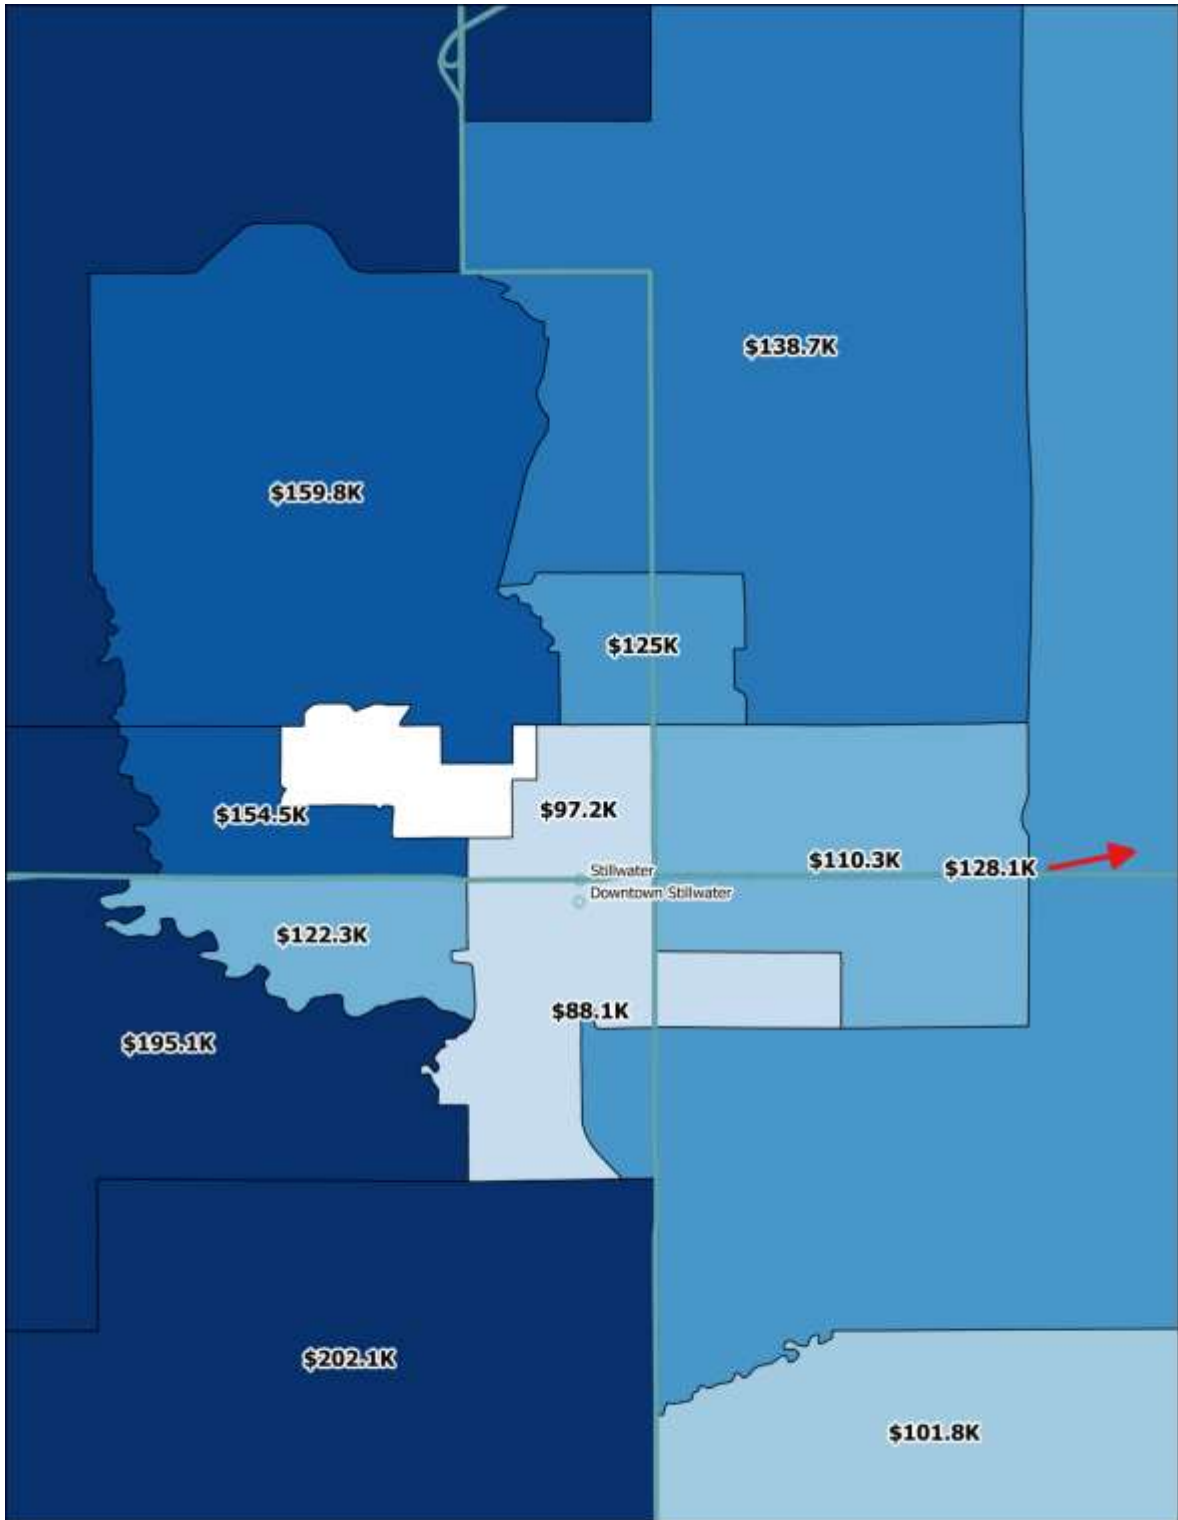 $138.7K
$159.8K
$125K
$97.2K
$154.5K
$110.3K
$128.1K
Stillwater
Downtown Stillwater
$122.3K
$88.1K
$195.1K
$202.1K
$101.8K